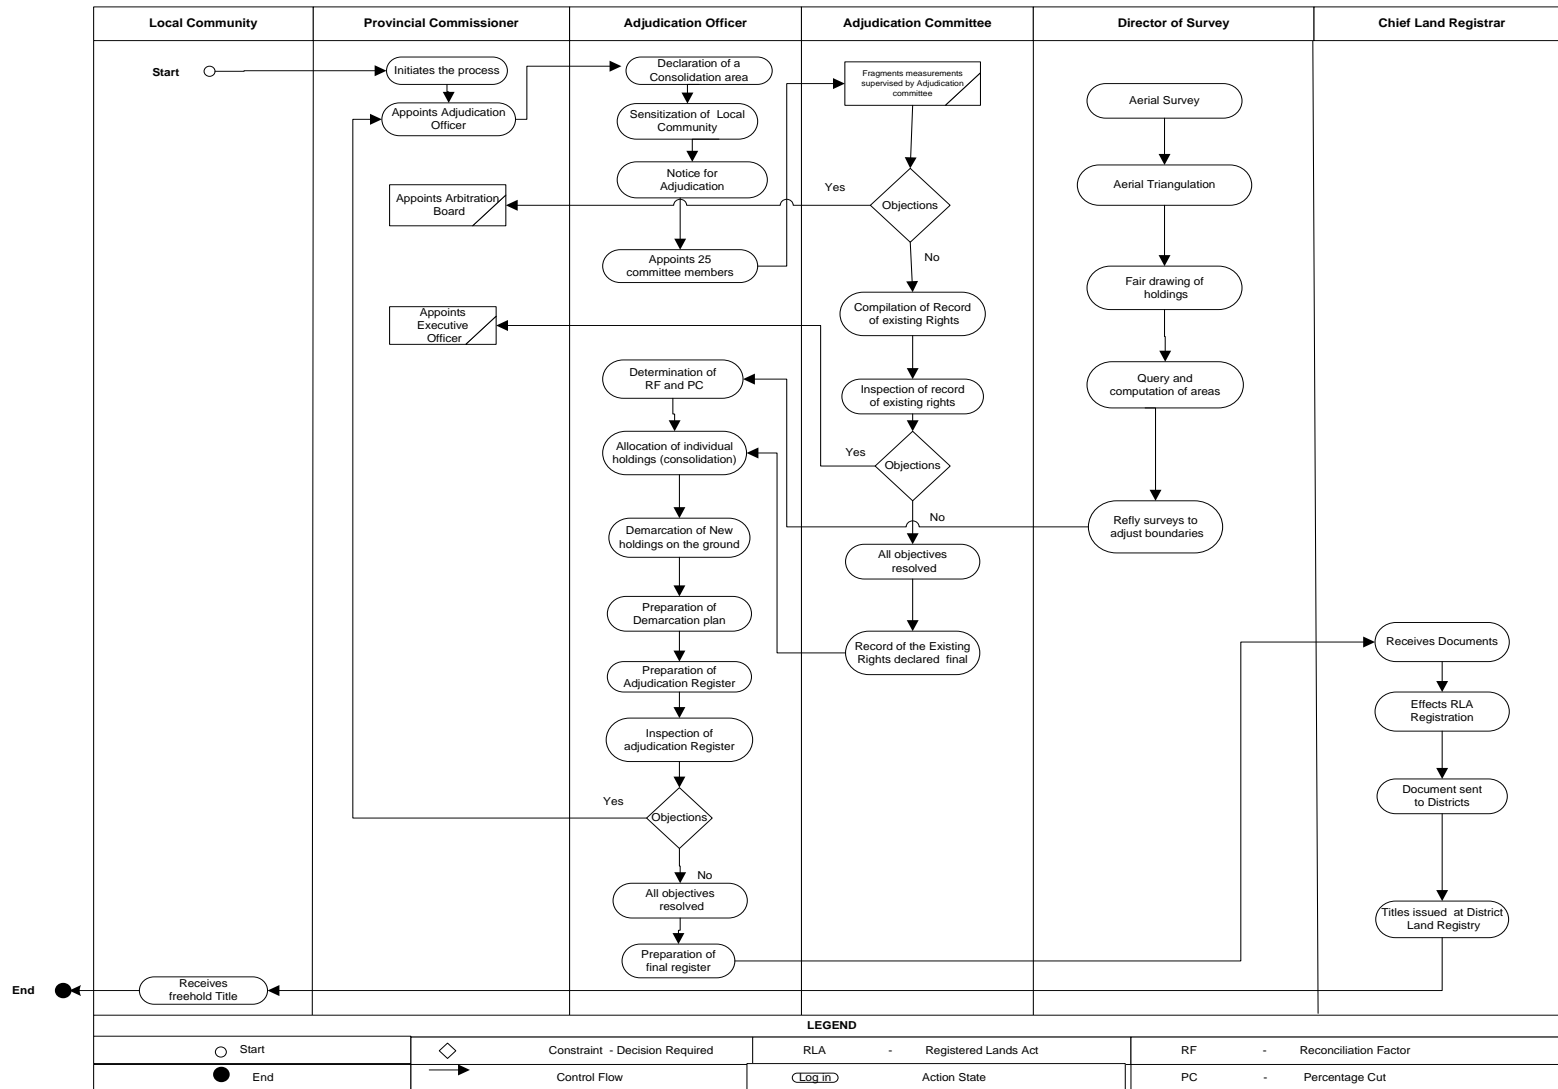 Local Community
Provincial Commissioner
Adjudication Officer
Adjudication Committee
Director of Survey
Chief Land Registrar
Start
Initiates the process
Appoints Adjudication
Officer
Appoints Arbitration
Board
Appoints
Executive
Officer
Declaration of a
Consolidation area
Sensitization of Local
Community
Notice for
Adjudication
Appoints 25
committee members
Determination of
RF and PC
Allocation of individual
holdings (consolidation)
Demarcation of New
holdings on the ground
Preparation of
Demarcation plan
Preparation of
Adjudication Register
Inspection of
adjudication Register
Yes
Objections
No
All objectives
resolved
Preparation of
final register
Fragments measurements
supervised by Adjudication
committee
Yes
Objections
No
Compilation of Record
of existing Rights
Inspection of record
of existing rights
Yes
Objections
No
All objectives
resolved
Record of the Existing
Rights declared final
Aerial Survey
Aerial Triangulation
Fair drawing of
holdings
Query and
computation of areas
Refly surveys to
adjust boundaries
Receives Documents
Effects RLA
Registration
Document sent
to Districts
Titles issued at District
Land Registry
Receives
freehold Title
End
LEGEND
Start
Constraint - Decision Required
RLA - Registered Lands Act
RF - Reconciliation Factor
End
Control Flow
Log in Action State
PC - Percentage Cut